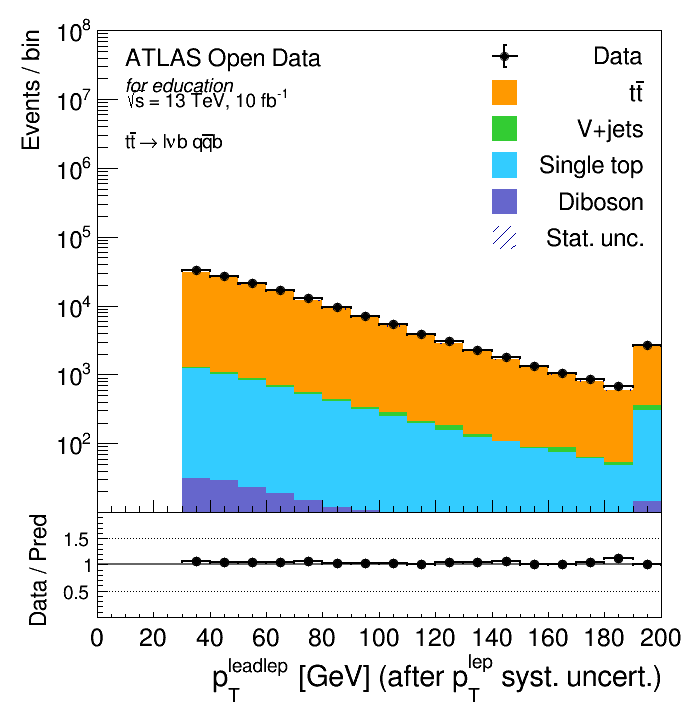 Events / bin
10⁸
10⁷
10⁶
10⁵
10⁴
10³
10²
ATLAS Open Data
for education
√s = 13 TeV, 10 fb⁻¹
tt̄ → lνb qq̄b
Data
tt̄
V+jets
Single top
Diboson
Stat. unc.
Data / Pred
1.5
1
0.5
0 20 40 60 80 100 120 140 160 180 200
p_T^leadlep [GeV] (after p_T^lep syst. uncert.)